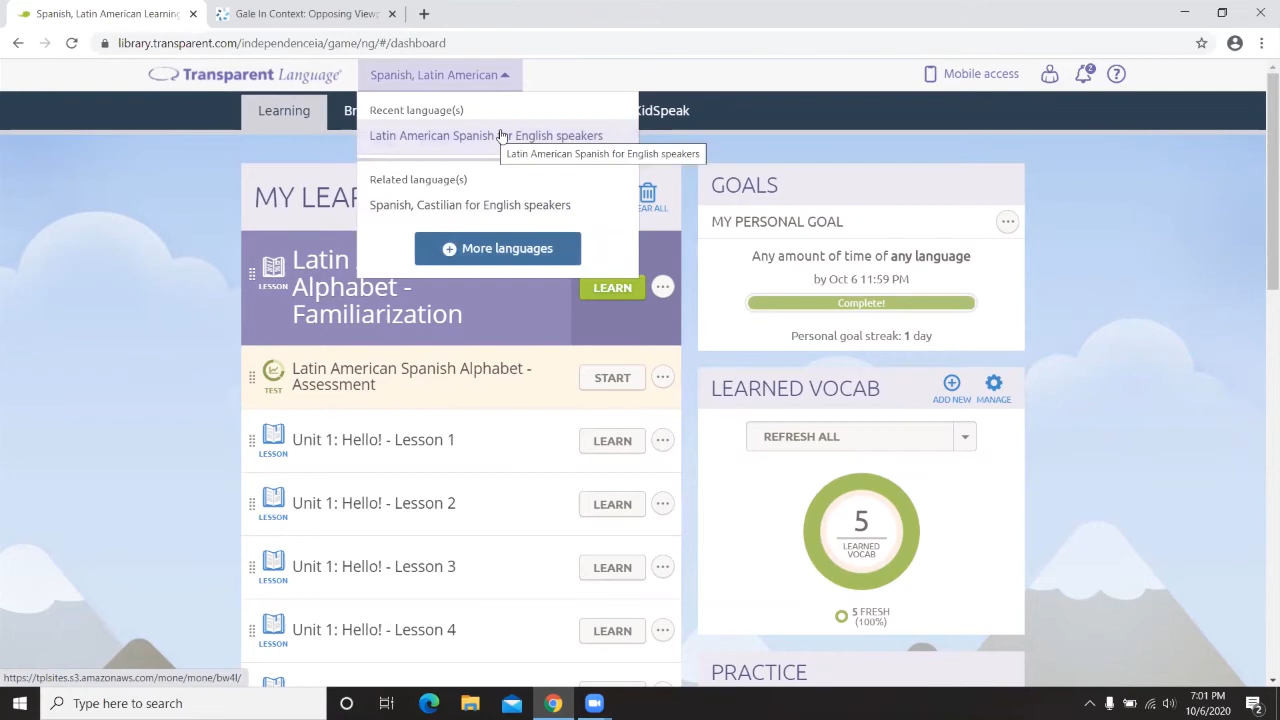 Spanish, Latin American
Gale In Context: Opposing View
library.transparent.com/independenceia/game/ng/#/dashboard
Transparent Language®
Spanish, Latin American
Mobile access
2
?
Learning
Br
KidSpeak
Recent language(s)
Latin American Spanish for English speakers
Latin American Spanish for English speakers
Related language(s)
Spanish, Castilian for English speakers
More languages
MY LEAR
EAR ALL
Latin
Alphabet -
Familiarization
LESSON
LEARN
Latin American Spanish Alphabet -
Assessment
TEST
START
Unit 1: Hello! - Lesson 1
LESSON
LEARN
Unit 1: Hello! - Lesson 2
LESSON
LEARN
Unit 1: Hello! - Lesson 3
LESSON
LEARN
Unit 1: Hello! - Lesson 4
LESSON
LEARN
GOALS
MY PERSONAL GOAL
Any amount of time of any language
by Oct 6 11:59 PM
Complete!
Personal goal streak: 1 day
LEARNED VOCAB
ADD NEW
MANAGE
REFRESH ALL
5
LEARNED
VOCAB
5 FRESH
(100%)
PRACTICE
https://tplsites.s3.amazonaws.com/mone/mone/bw4l/
Type here to search
7:01 PM
10/6/2020
2